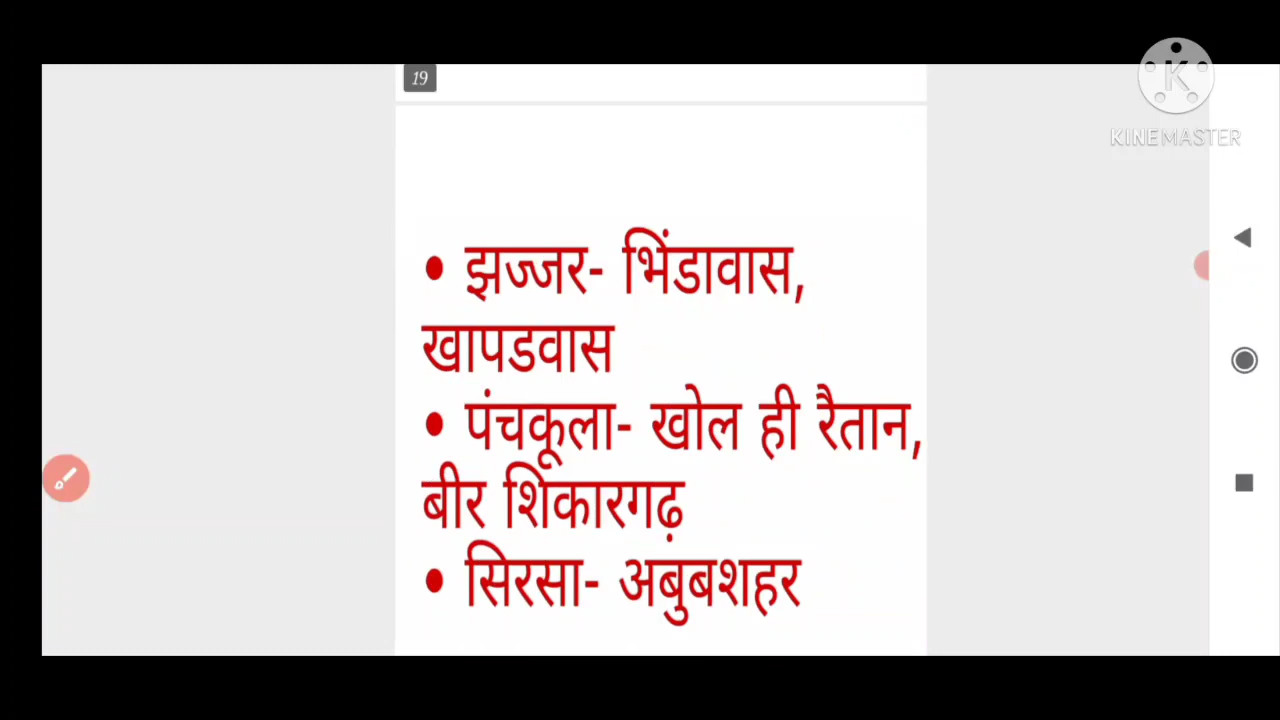 19
KINEMASTER
• झज्जर- भिंडावास,
खापडवास
• पंचकूला- खोल ही रैतान,
बीर शिकारगढ़
• सिरसा- अबुबशहर